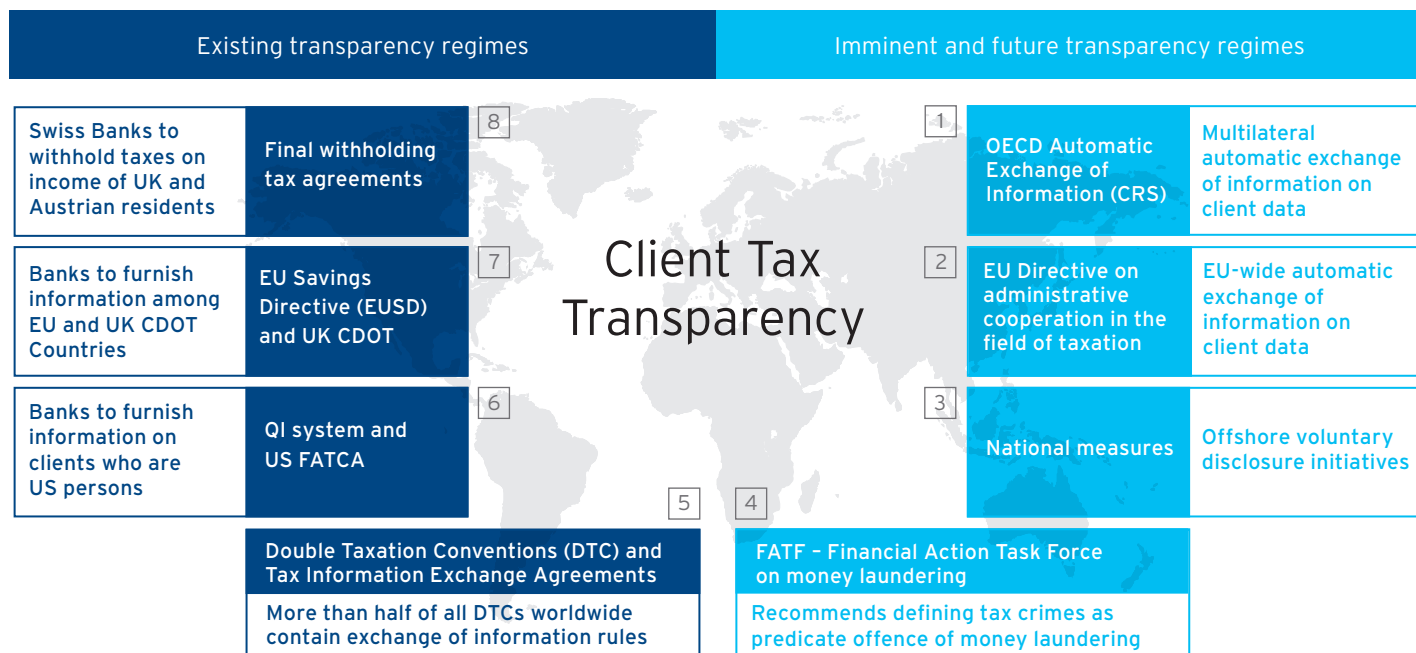 Existing transparency regimes
Imminent and future transparency regimes
Swiss Banks to
withhold taxes on
income of UK and
Austrian residents
Final withholding
tax agreements
8
1
OECD Automatic
Exchange of
Information (CRS)
Multilateral
automatic exchange
of information on
client data
Banks to furnish
information among
EU and UK CDOT
Countries
EU Savings
Directive (EUSD)
and UK CDOT
7
Client Tax
Transparency
2
EU Directive on
administrative
cooperation in the
field of taxation
EU-wide automatic
exchange of
information on
client data
Banks to furnish
information on
clients who are
US persons
QI system and
US FATCA
6
3
National measures
Offshore voluntary
disclosure initiatives
5
Double Taxation Conventions (DTC) and
Tax Information Exchange Agreements
More than half of all DTCs worldwide
contain exchange of information rules
4
FATF – Financial Action Task Force
on money laundering
Recommends defining tax crimes as
predicate offence of money laundering